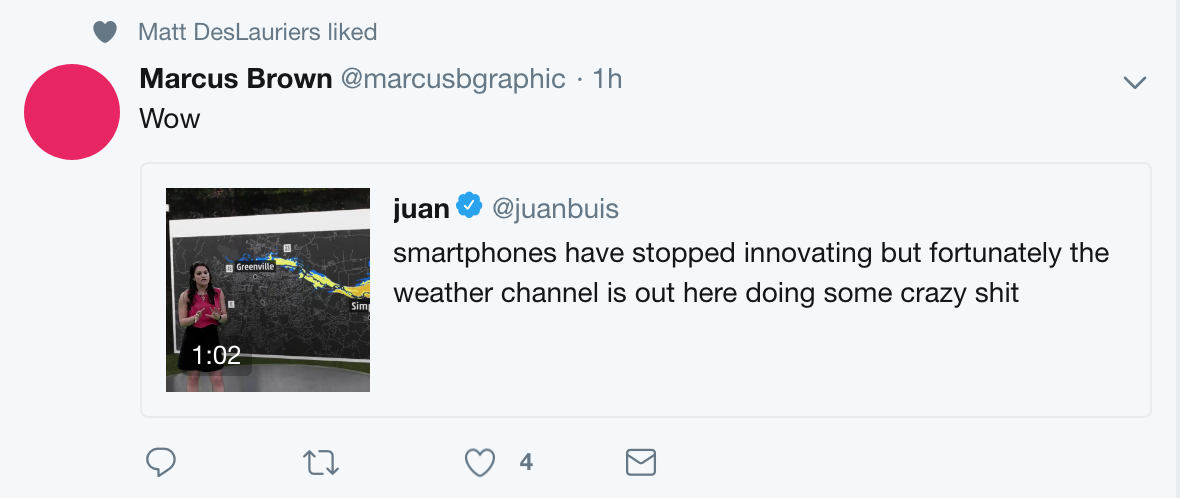 Matt DesLauriers liked
Marcus Brown @marcusbgraphic · 1h
Wow
juan @juanbuis
smartphones have stopped innovating but fortunately the
weather channel is out here doing some crazy shit
Greenville
Simp
1:02
4